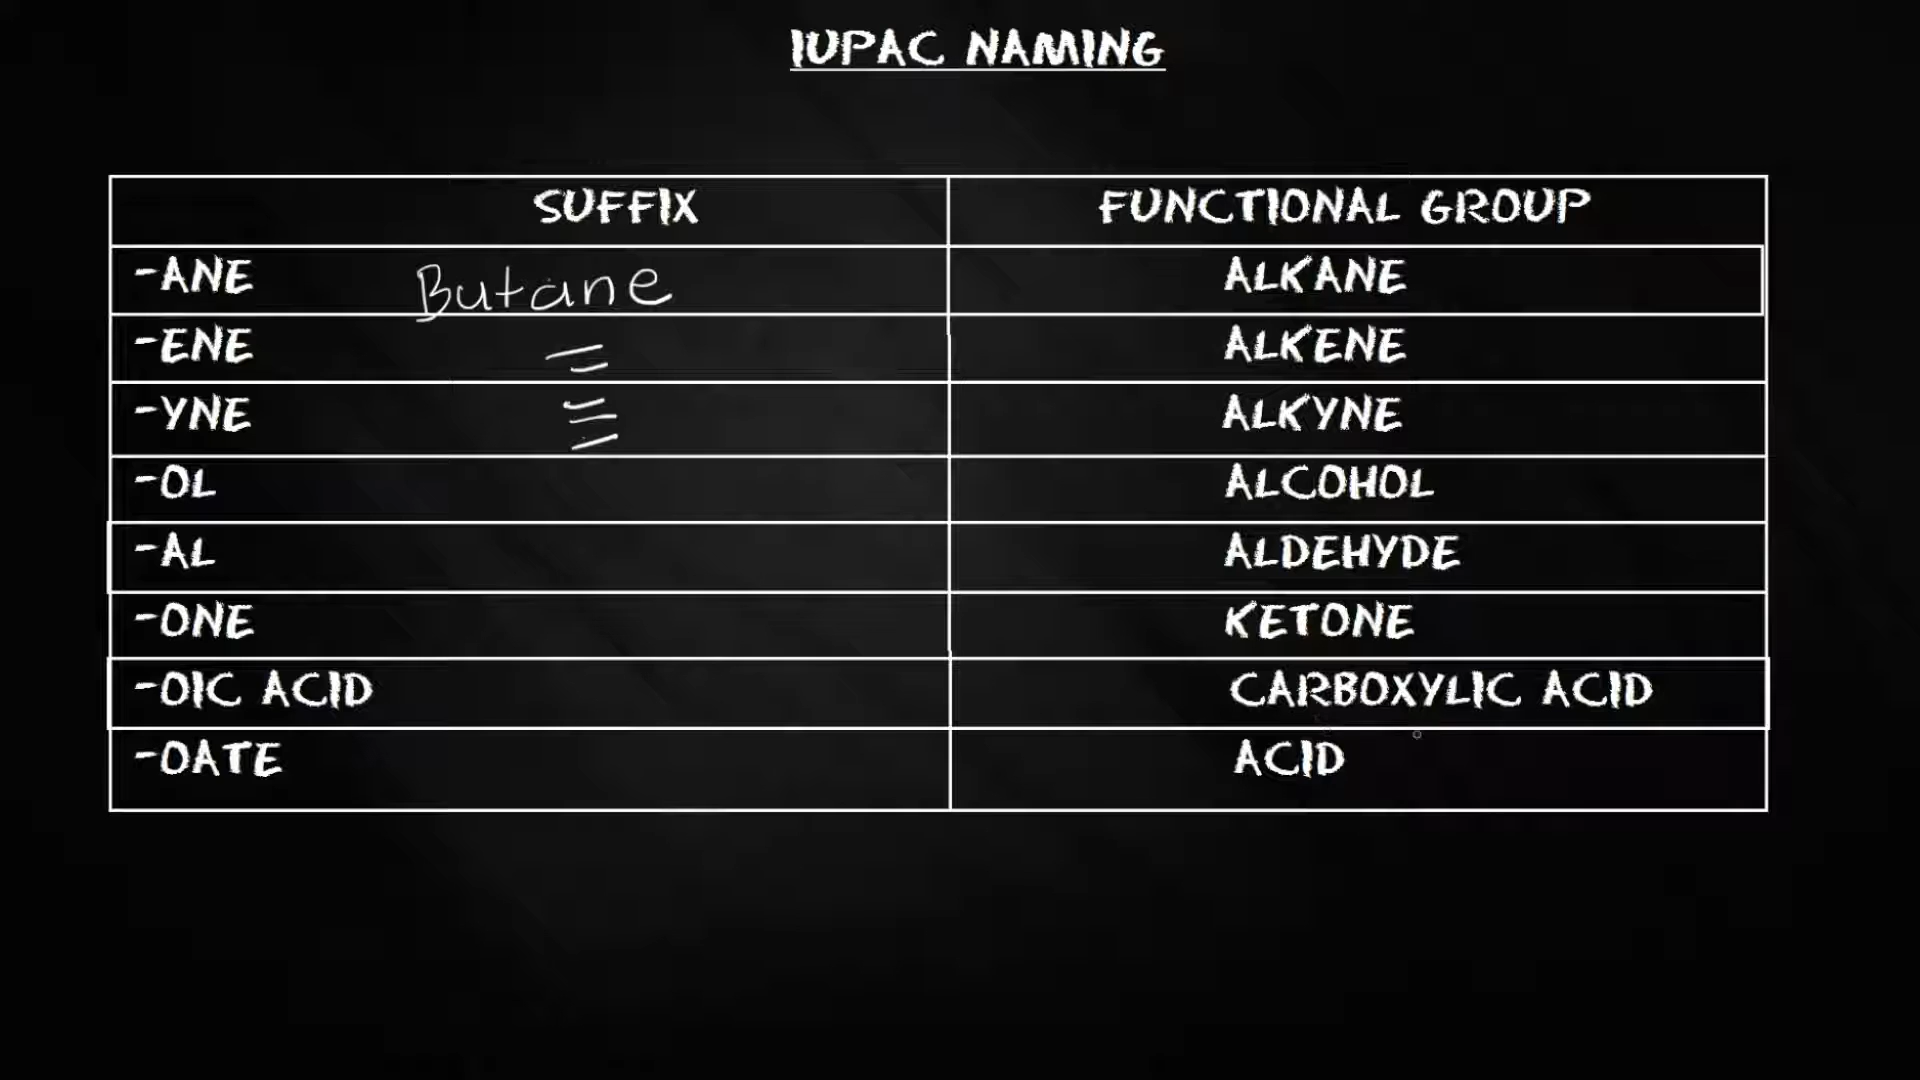 IUPAC NAMING
SUFFIX FUNCTIONAL GROUP
-ANE Butane ALKANE
-ENE ALKENE
-YNE ALKYNE
-OL ALCOHOL
-AL ALDEHYDE
-ONE KETONE
-OIC ACID CARBOXYLIC ACID
-OATE ACID